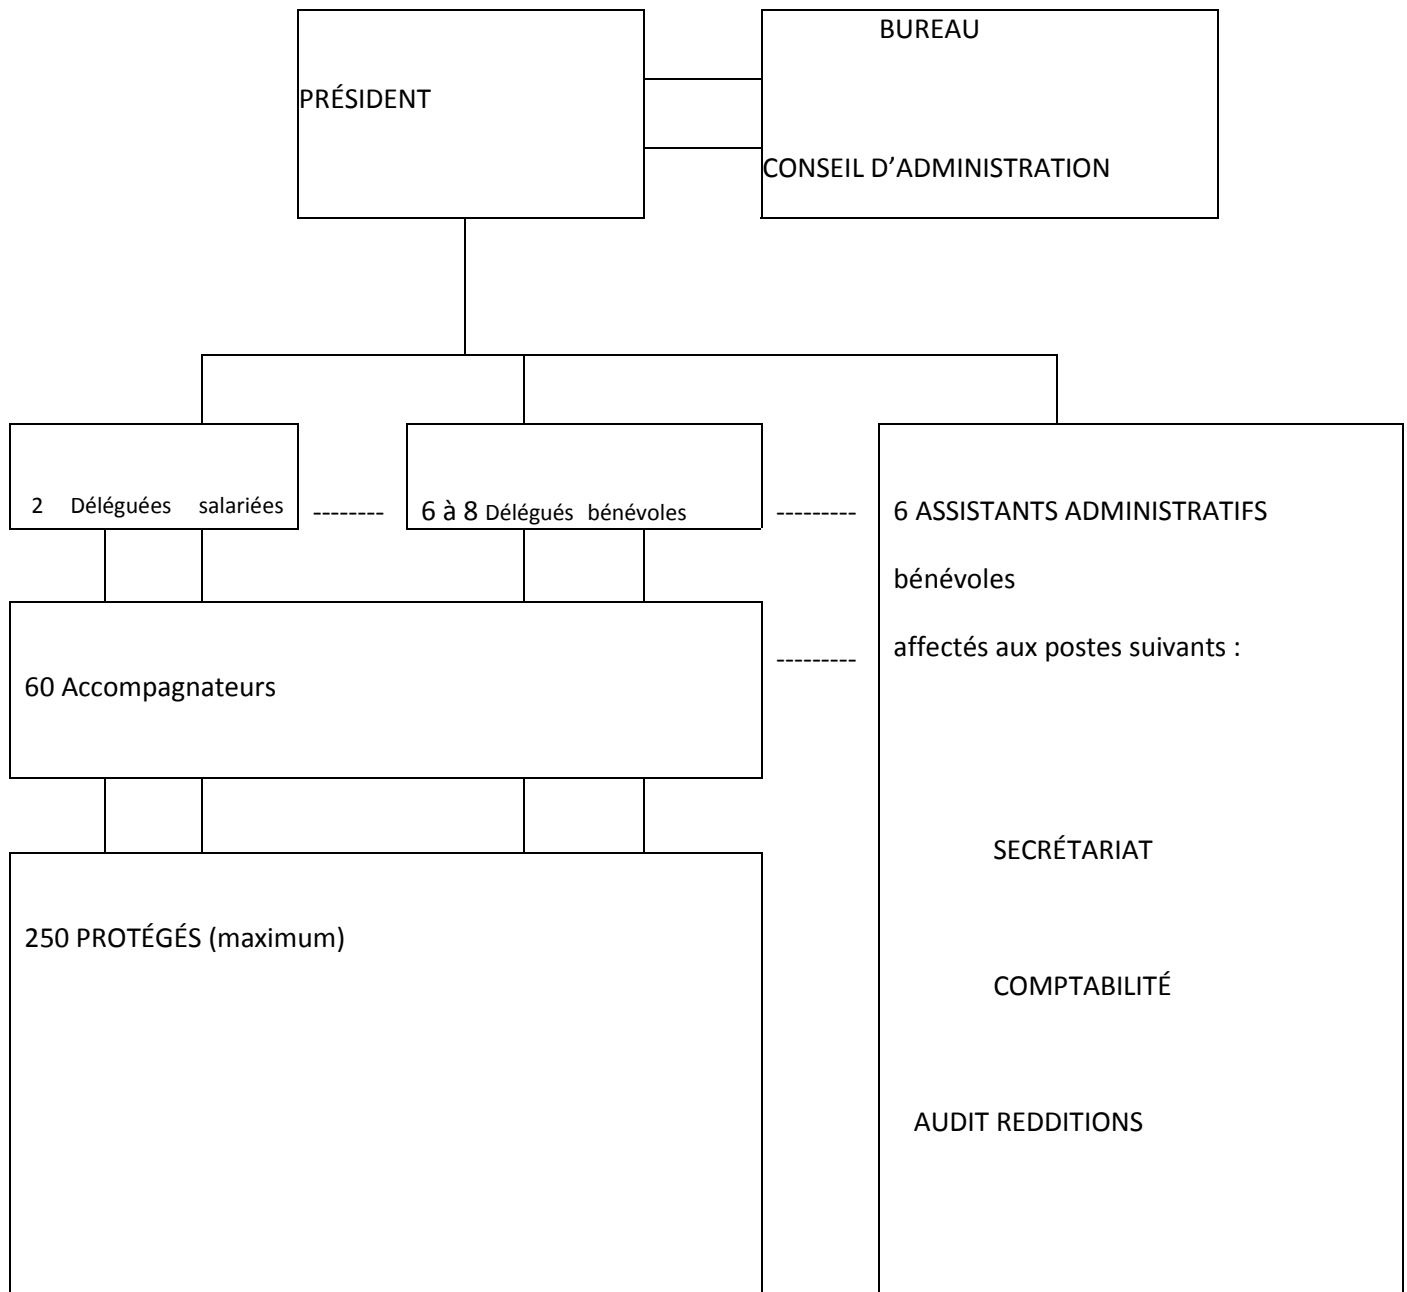 BUREAU
PRÉSIDENT
CONSEIL D’ADMINISTRATION
2 Déléguées salariées -------- 6 à 8 Délégués bénévoles --------- 6 ASSISTANTS ADMINISTRATIFS
bénévoles
--------- affectés aux postes suivants :
60 Accompagnateurs
SECRÉTARIAT
250 PROTÉGÉS (maximum)
COMPTABILITÉ
AUDIT REDDITIONS